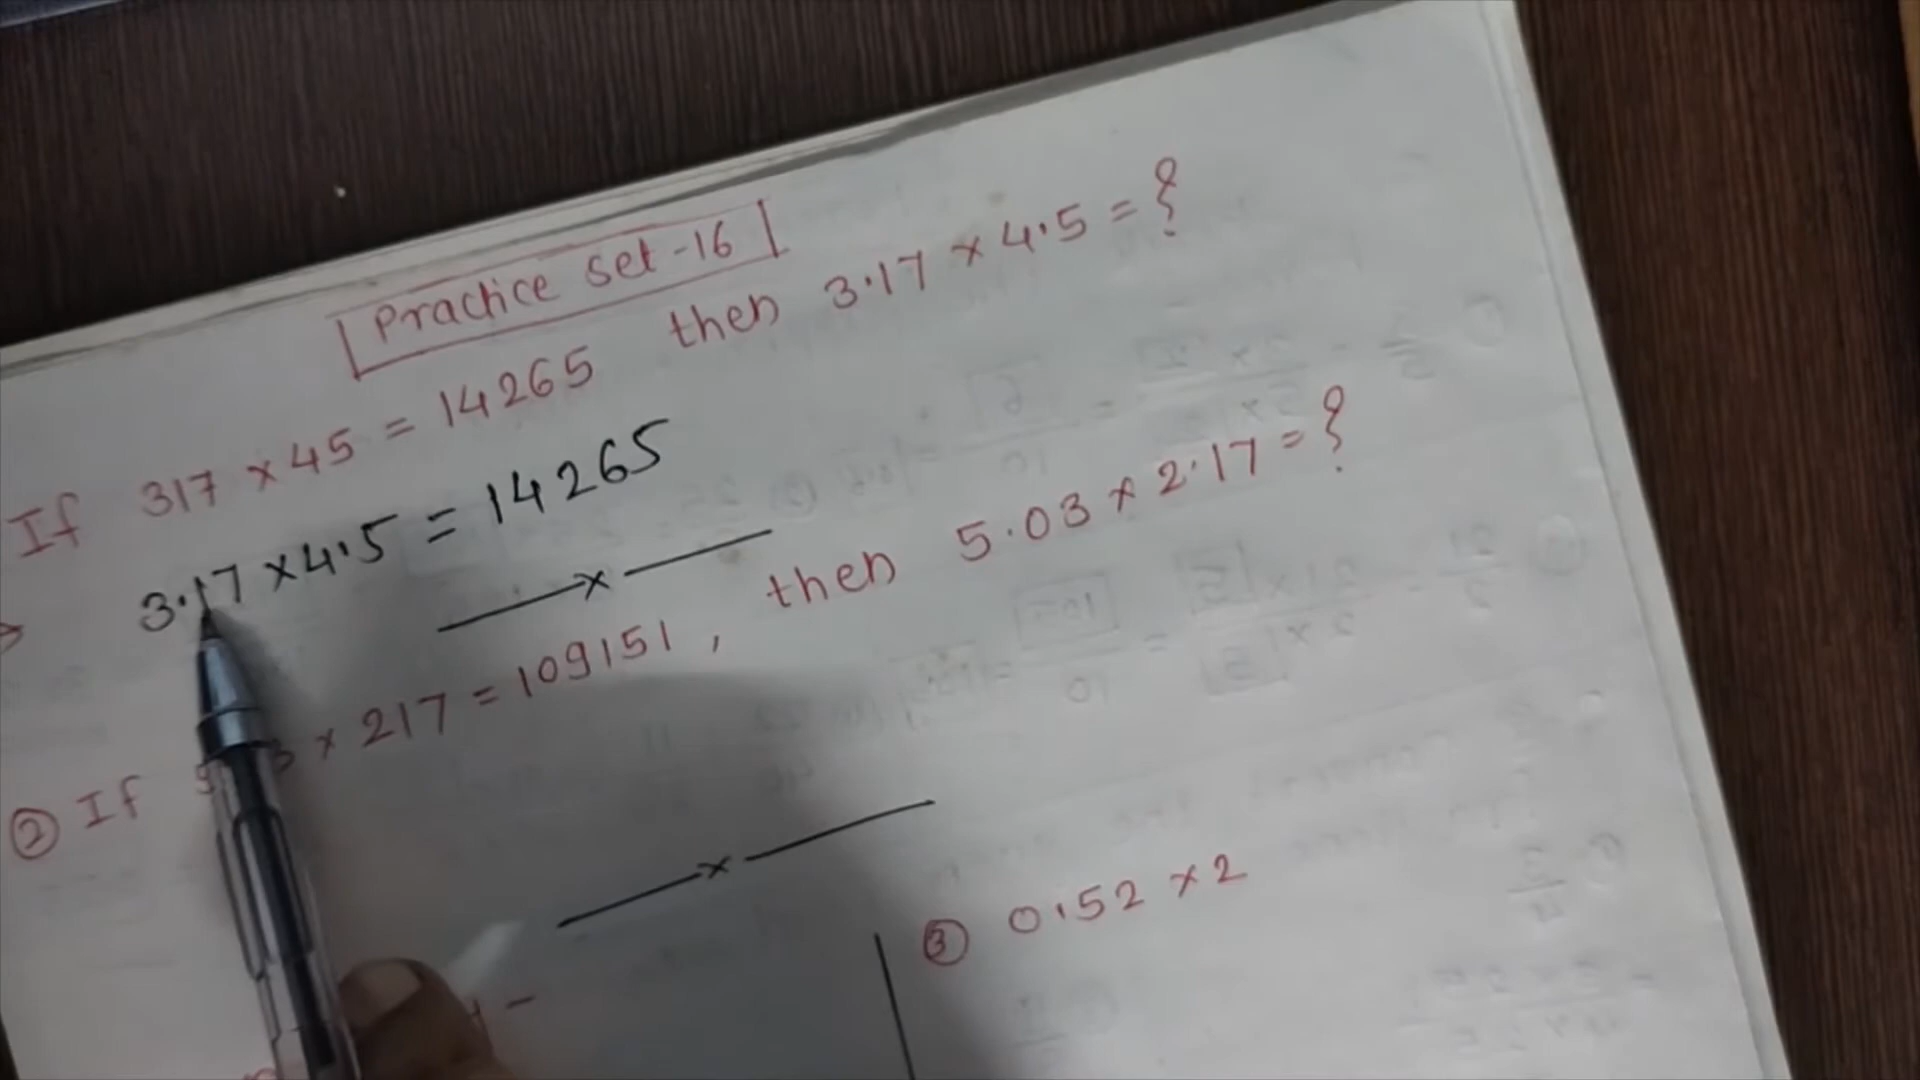 Practice Set-16
If 317 × 45 = 14265 then 3.17 × 4.5 = ?
3.17 × 4.5 = 14265
② If × 217 = 109151, then 5.03 × 2.17 = ?
③ 0.52 × 2